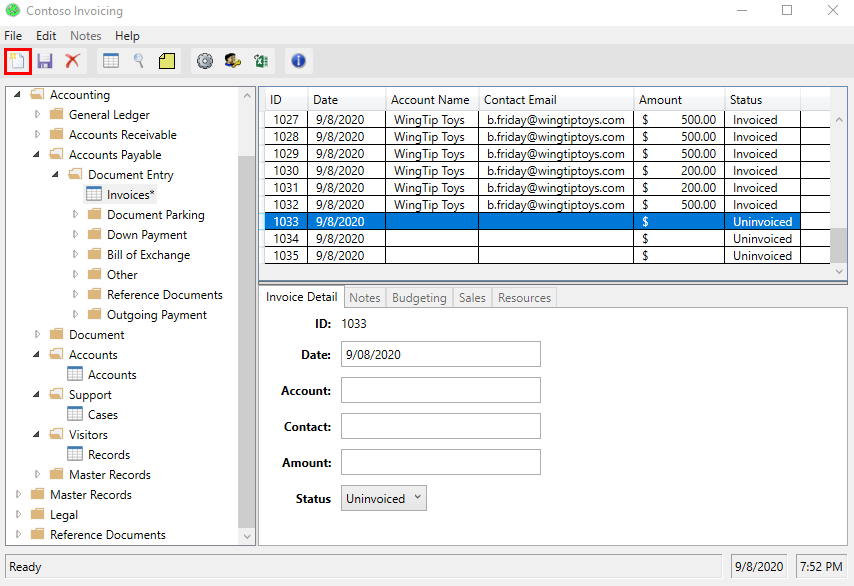 Contoso Invoicing
File Edit Notes Help
Accounting
General Ledger
Accounts Receivable
Accounts Payable
Document Entry
Invoices*
Document Parking
Down Payment
Bill of Exchange
Other
Reference Documents
Outgoing Payment
Document
Accounts
Accounts
Support
Cases
Visitors
Records
Master Records
Master Records
Legal
Reference Documents
ID Date Account Name Contact Email Amount Status
1027 9/8/2020 WingTip Toys b.friday@wingtiptoys.com $ 500.00 Invoiced
1028 9/8/2020 WingTip Toys b.friday@wingtiptoys.com $ 500.00 Invoiced
1029 9/8/2020 WingTip Toys b.friday@wingtiptoys.com $ 500.00 Invoiced
1030 9/8/2020 WingTip Toys b.friday@wingtiptoys.com $ 200.00 Invoiced
1031 9/8/2020 WingTip Toys b.friday@wingtiptoys.com $ 200.00 Invoiced
1032 9/8/2020 WingTip Toys b.friday@wingtiptoys.com $ 500.00 Invoiced
1033 9/8/2020 $ Uninvoiced
1034 9/8/2020 $ Uninvoiced
1035 9/8/2020 $ Uninvoiced
Invoice Detail Notes Budgeting Sales Resources
ID: 1033
Date: 9/08/2020
Account:
Contact:
Amount:
Status Uninvoiced
Ready 9/8/2020 7:52 PM